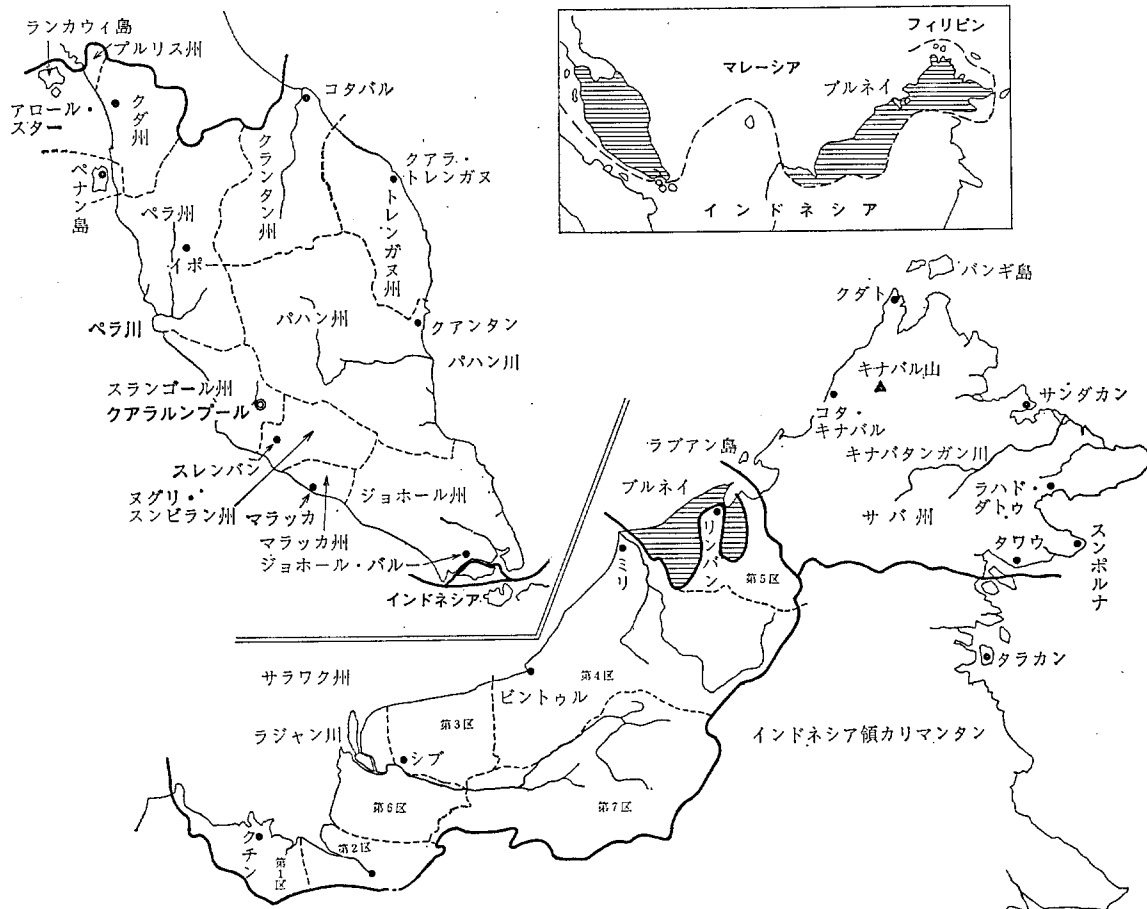 ランカウィ島
プルリス州
アロール・
スター
クダ州
コタバル
クランタン州
クアラ・
トレンガヌ
ペナン島
ペラ州
トレンガヌ州
イポー
パハン州
クアンタン
ペラ川
パハン川
スランゴール州
クアラルンプール
スレンバン
ヌグリ・
スンビラン州
マラッカ
マラッカ州
ジョホール州
ジョホール・バルー
インドネシア
フィリピン
マレーシア
ブルネイ
インドネシア
バンギ島
クダト
キナバル山
コタ・
キナバル
サンダカン
ラブアン島
キナバタンガン川
ブルネイ
リンバン
ラハド・
ダトゥ
サバ州
タワウ
スンポルナ
ミリ
第5区
タラカン
サラワク州
ビントゥル
第4区
第3区
ラジャン川
シブ
インドネシア領カリマンタン
第6区
第7区
クチン
第1区
第2区